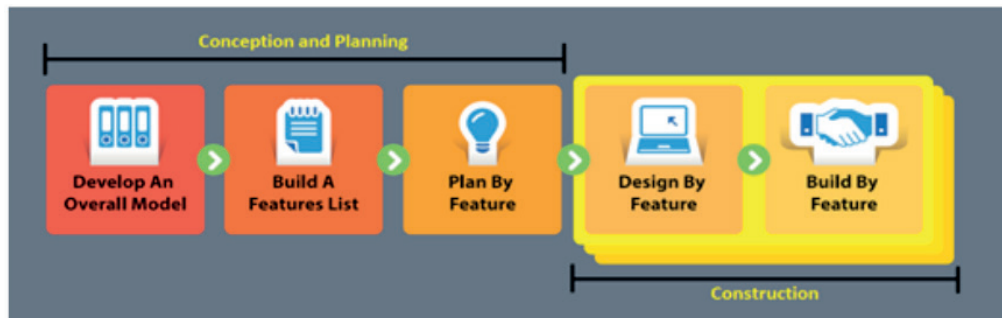 Conception and Planning
Develop An
Overall Model
Build A
Features List
Plan By
Feature
Design By
Feature
Build By
Feature
Construction